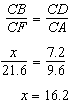 CB/CF = CD/CA
x/21.6 = 7.2/9.6
x = 16.2